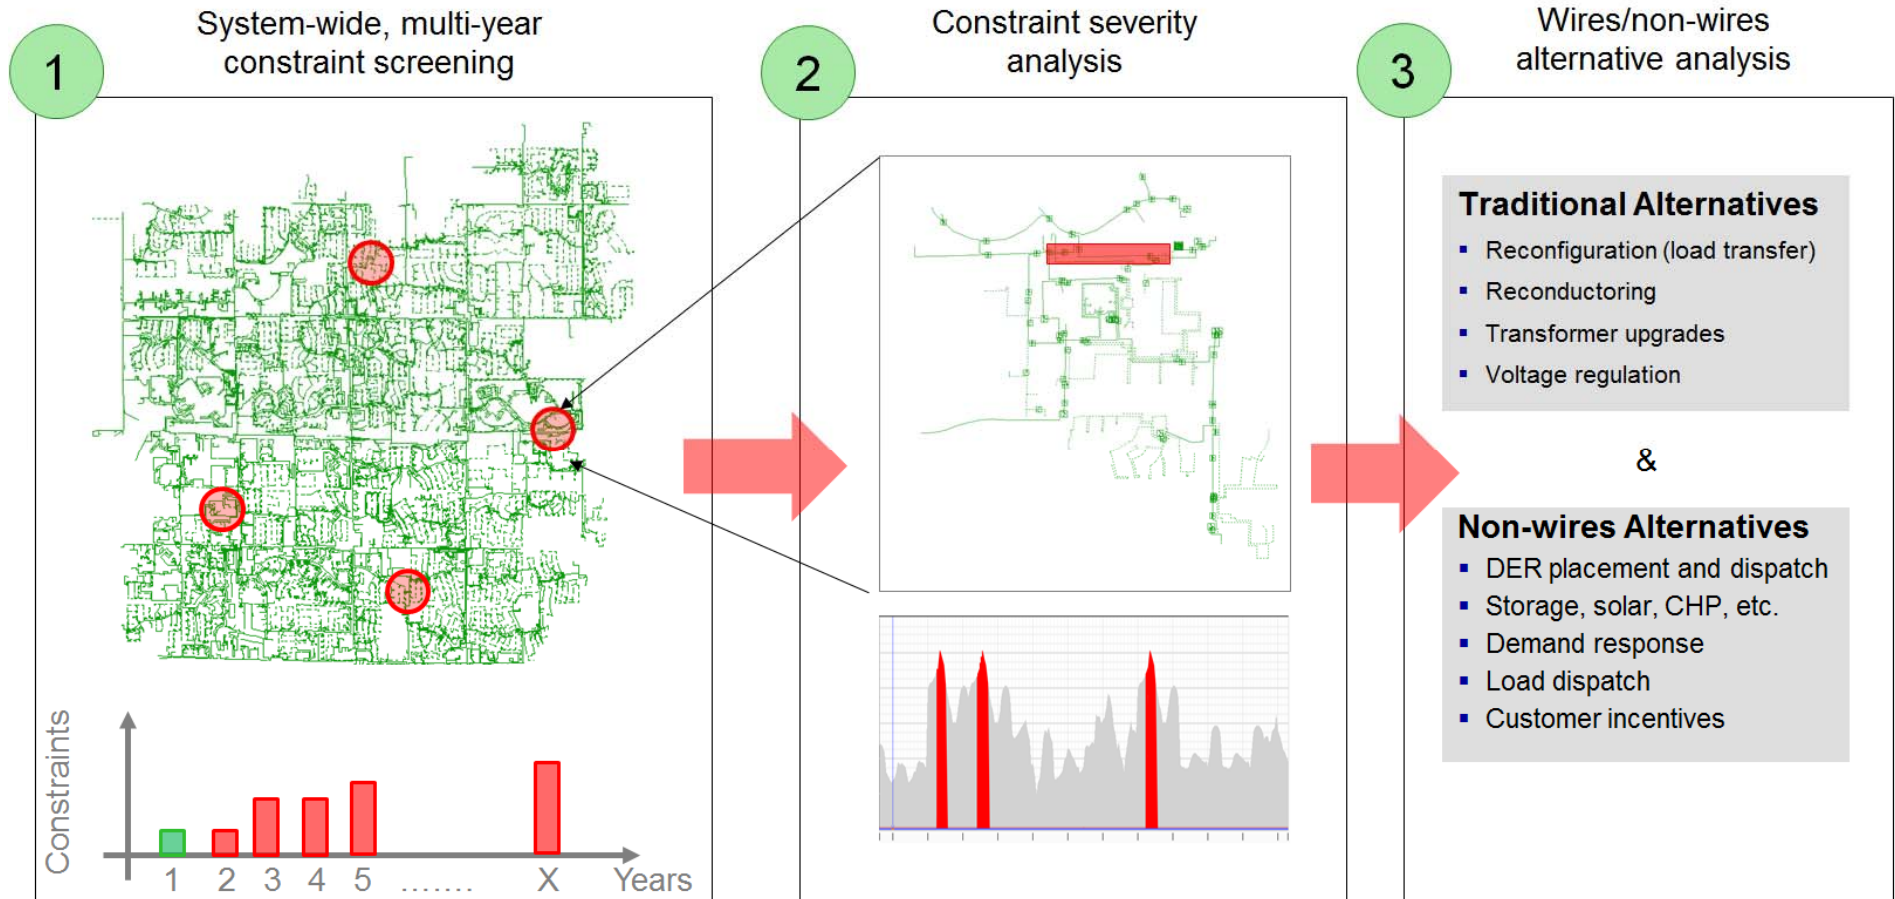 1
System-wide, multi-year
constraint screening
Constraints
1 2 3 4 5 ....... X Years
2
Constraint severity
analysis
3
Wires/non-wires
alternative analysis
Traditional Alternatives
▪ Reconfiguration (load transfer)
▪ Reconductoring
▪ Transformer upgrades
▪ Voltage regulation
&
Non-wires Alternatives
▪ DER placement and dispatch
▪ Storage, solar, CHP, etc.
▪ Demand response
▪ Load dispatch
▪ Customer incentives